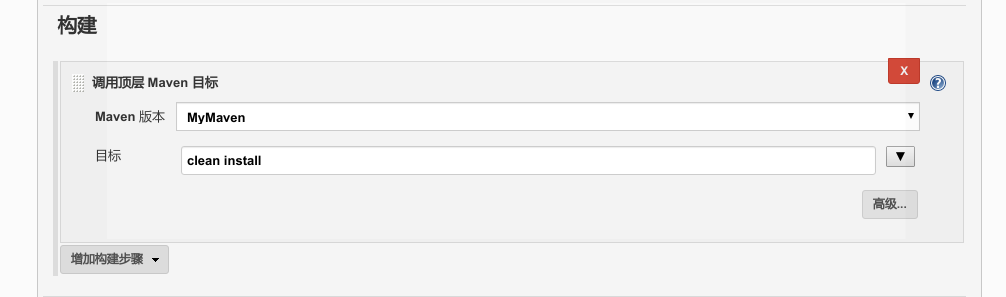 构建
X
调用顶层 Maven 目标
?
Maven 版本
MyMaven
目标
clean install
高级...
增加构建步骤